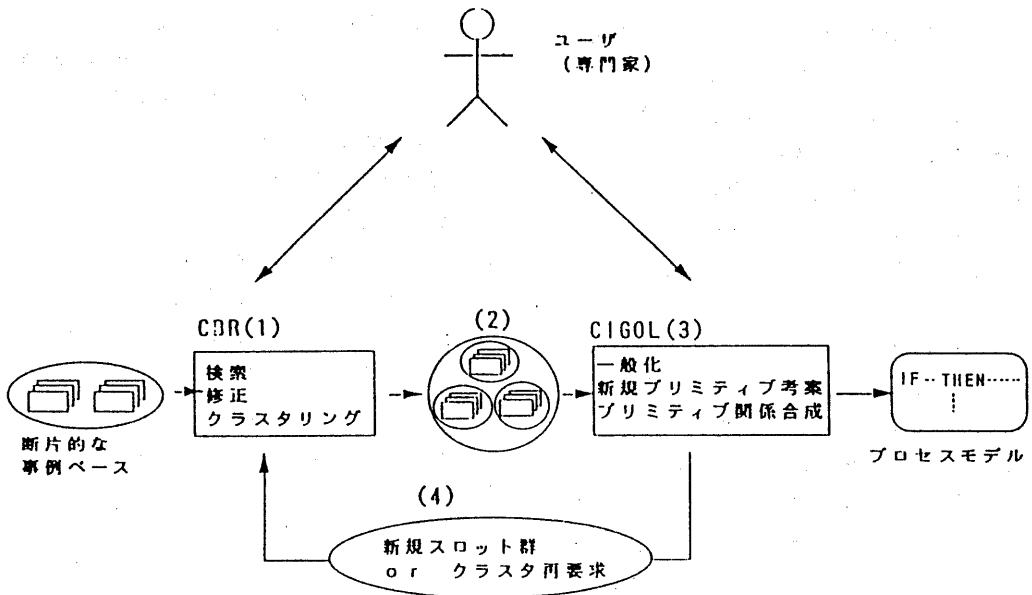 ユーザ
(専門家)
CBR(1)
検索
修正
クラスタリング
(2)
CIGOL(3)
一般化
新規プリミティブ考案
プリミティブ関係合成
IF‥THEN‥‥‥
断片的な
事例ベース
プロセスモデル
(4)
新規スロット群
or クラスタ再要求